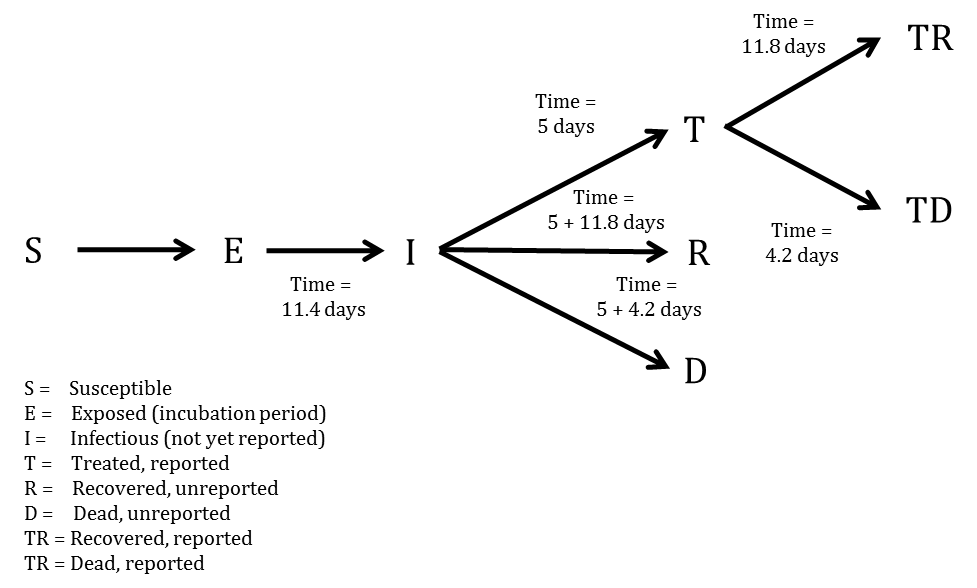 Time =
11.8 days
TR
Time =
5 days
T
Time =
5 + 11.8 days
TD
Time =
4.2 days
S
E
I
R
Time =
11.4 days
Time =
5 + 4.2 days
D
S = Susceptible
E = Exposed (incubation period)
I = Infectious (not yet reported)
T = Treated, reported
R = Recovered, unreported
D = Dead, unreported
TR = Recovered, reported
TR = Dead, reported